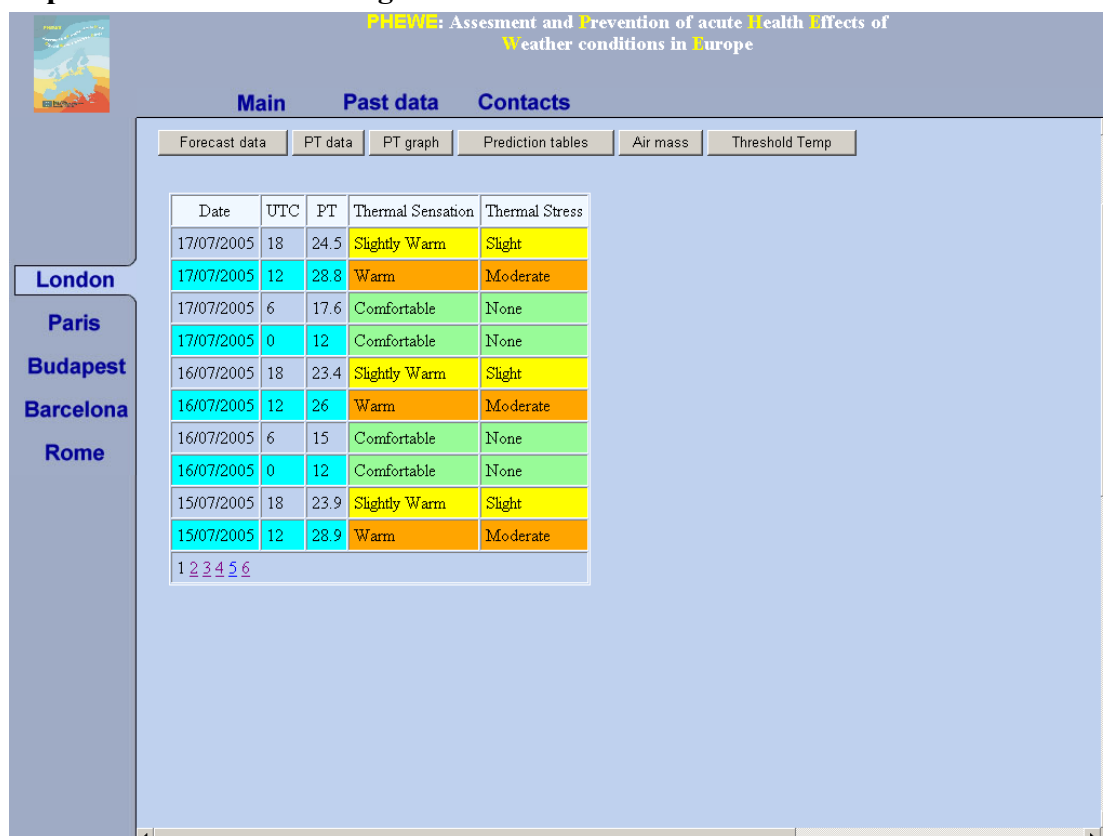 PHEWE: Assesment and Prevention of acute Health Effects of
Weather conditions in Europe
Main Past data Contacts
Forecast data PT data PT graph Prediction tables Air mass Threshold Temp
London
Paris
Budapest
Barcelona
Rome
Date UTC PT Thermal Sensation Thermal Stress
17/07/2005 18 24.5 Slightly Warm Slight
17/07/2005 12 28.8 Warm Moderate
17/07/2005 6 17.6 Comfortable None
17/07/2005 0 12 Comfortable None
16/07/2005 18 23.4 Slightly Warm Slight
16/07/2005 12 26 Warm Moderate
16/07/2005 6 15 Comfortable None
16/07/2005 0 12 Comfortable None
15/07/2005 18 23.9 Slightly Warm Slight
15/07/2005 12 28.9 Warm Moderate
1 2 3 4 5 6